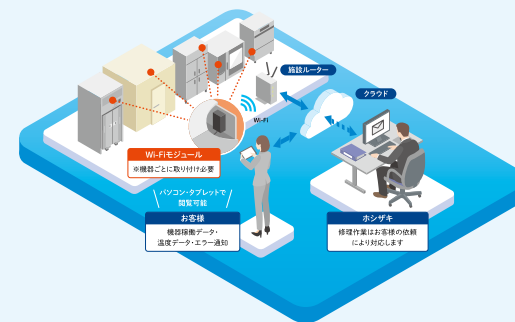 施設ルーター
クラウド
Wi-Fi
Wi-Fiモジュール
※機器ごとに取り付け必要
パソコン・タブレットで
閲覧可能
お客様
機器稼働データ・
温度データ・エラー通知
ホシザキ
修理作業はお客様の依頼
により対応します